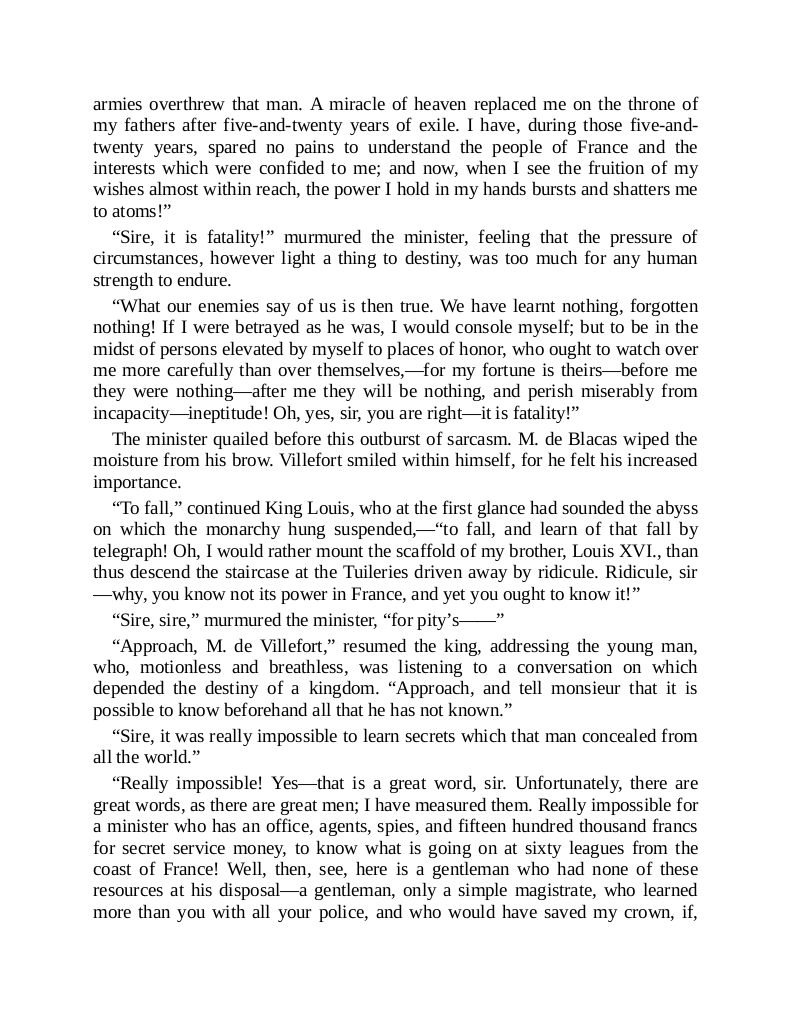 armies overthrew that man. A miracle of heaven replaced me on the throne of
my fathers after five-and-twenty years of exile. I have, during those five-and-
twenty years, spared no pains to understand the people of France and the
interests which were confided to me; and now, when I see the fruition of my
wishes almost within reach, the power I hold in my hands bursts and shatters me
to atoms!”
“Sire, it is fatality!” murmured the minister, feeling that the pressure of
circumstances, however light a thing to destiny, was too much for any human
strength to endure.
“What our enemies say of us is then true. We have learnt nothing, forgotten
nothing! If I were betrayed as he was, I would console myself; but to be in the
midst of persons elevated by myself to places of honor, who ought to watch over
me more carefully than over themselves,—for my fortune is theirs—before me
they were nothing—after me they will be nothing, and perish miserably from
incapacity—ineptitude! Oh, yes, sir, you are right—it is fatality!”
The minister quailed before this outburst of sarcasm. M. de Blacas wiped the
moisture from his brow. Villefort smiled within himself, for he felt his increased
importance.
“To fall,” continued King Louis, who at the first glance had sounded the abyss
on which the monarchy hung suspended,—“to fall, and learn of that fall by
telegraph! Oh, I would rather mount the scaffold of my brother, Louis XVI., than
thus descend the staircase at the Tuileries driven away by ridicule. Ridicule, sir
—why, you know not its power in France, and yet you ought to know it!”
“Sire, sire,” murmured the minister, “for pity’s——”
“Approach, M. de Villefort,” resumed the king, addressing the young man,
who, motionless and breathless, was listening to a conversation on which
depended the destiny of a kingdom. “Approach, and tell monsieur that it is
possible to know beforehand all that he has not known.”
“Sire, it was really impossible to learn secrets which that man concealed from
all the world.”
“Really impossible! Yes—that is a great word, sir. Unfortunately, there are
great words, as there are great men; I have measured them. Really impossible for
a minister who has an office, agents, spies, and fifteen hundred thousand francs
for secret service money, to know what is going on at sixty leagues from the
coast of France! Well, then, see, here is a gentleman who had none of these
resources at his disposal—a gentleman, only a simple magistrate, who learned
more than you with all your police, and who would have saved my crown, if,